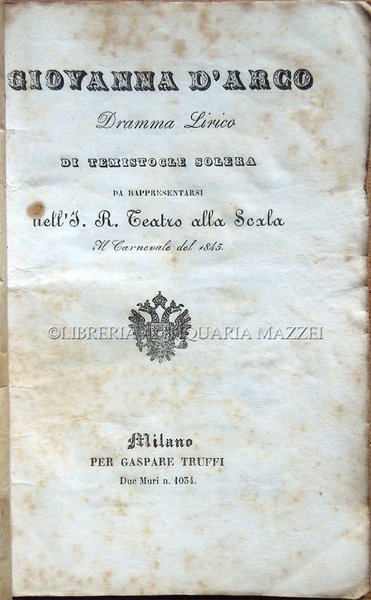 GIOVANNA D'ARCO
Dramma Lirico
DI TEMISTOCLE SOLERA
DA RAPPRESENTARSI
nell'I. R. Teatro alla Scala
Il Carnevale del 1845.
©LIBRERIA ANTIQUARIA MAZZEI
Milano
PER GASPARE TRUFFI
Due Muri n. 1034.